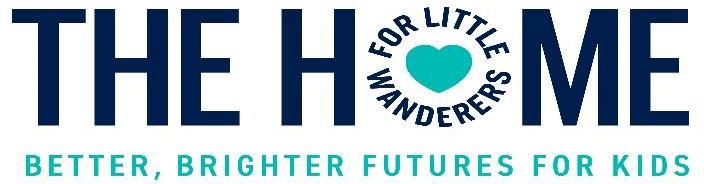 THE HOME
FOR LITTLE
WANDERERS
BETTER, BRIGHTER FUTURES FOR KIDS